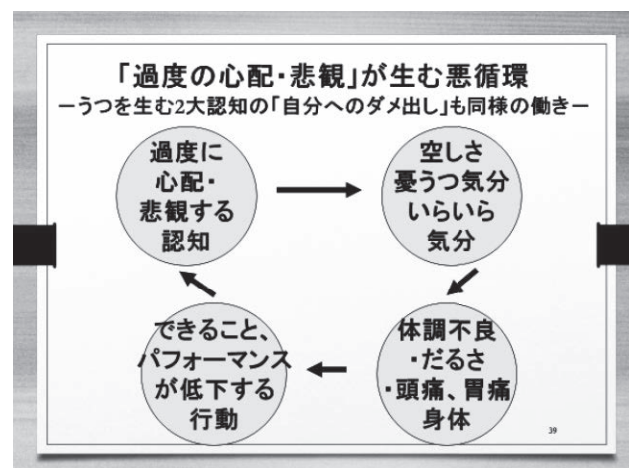 「過度の心配・悲観」が生む悪循環
－うつを生む2大認知の「自分へのダメ出し」も同様の働き－
過度に
心配・
悲観する
認知
空しさ
憂うつ気分
いらいら
気分
できること、
パフォーマンス
が低下する
行動
体調不良
・だるさ
・頭痛、胃痛
身体
39